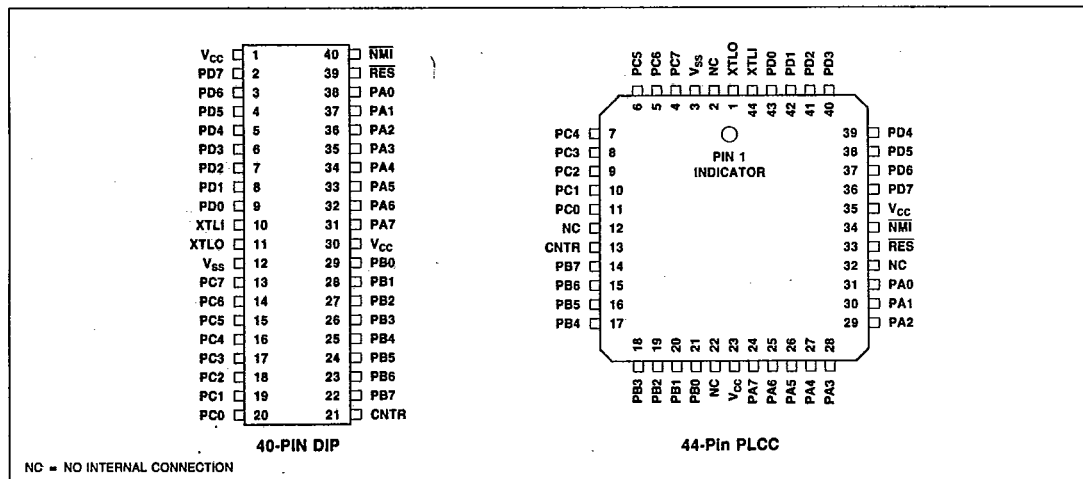 VCC 1 40 NMI
PD7 2 39 RES
PD6 3 38 PA0
PD5 4 37 PA1
PD4 5 36 PA2
PD3 6 35 PA3
PD2 7 34 PA4
PD1 8 33 PA5
PD0 9 32 PA6
XTLI 10 31 PA7
XTLO 11 30 VCC
VSS 12 29 PB0
PC7 13 28 PB1
PC6 14 27 PB2
PC5 15 26 PB3
PC4 16 25 PB4
PC3 17 24 PB5
PC2 18 23 PB6
PC1 19 22 PB7
PC0 20 21 CNTR
40-PIN DIP
NC = NO INTERNAL CONNECTION
PC5 PC6 PC7 VSS NC XTLO XTLI PD0 PD1 PD2 PD3
6 5 4 3 2 1 44 43 42 41 40
PC4 7 39 PD4
PC3 8 38 PD5
PC2 9 37 PD6
PC1 10 36 PD7
PC0 11 35 VCC
NC 12 34 NMI
CNTR 13 33 RES
PB7 14 32 NC
PB6 15 31 PA0
PB5 16 30 PA1
PB4 17 29 PA2
PIN 1
INDICATOR
18 19 20 21 22 23 24 25 26 27 28
PB3 PB2 PB1 PB0 NC VCC PA7 PA6 PA5 PA4 PA3
44-Pin PLCC